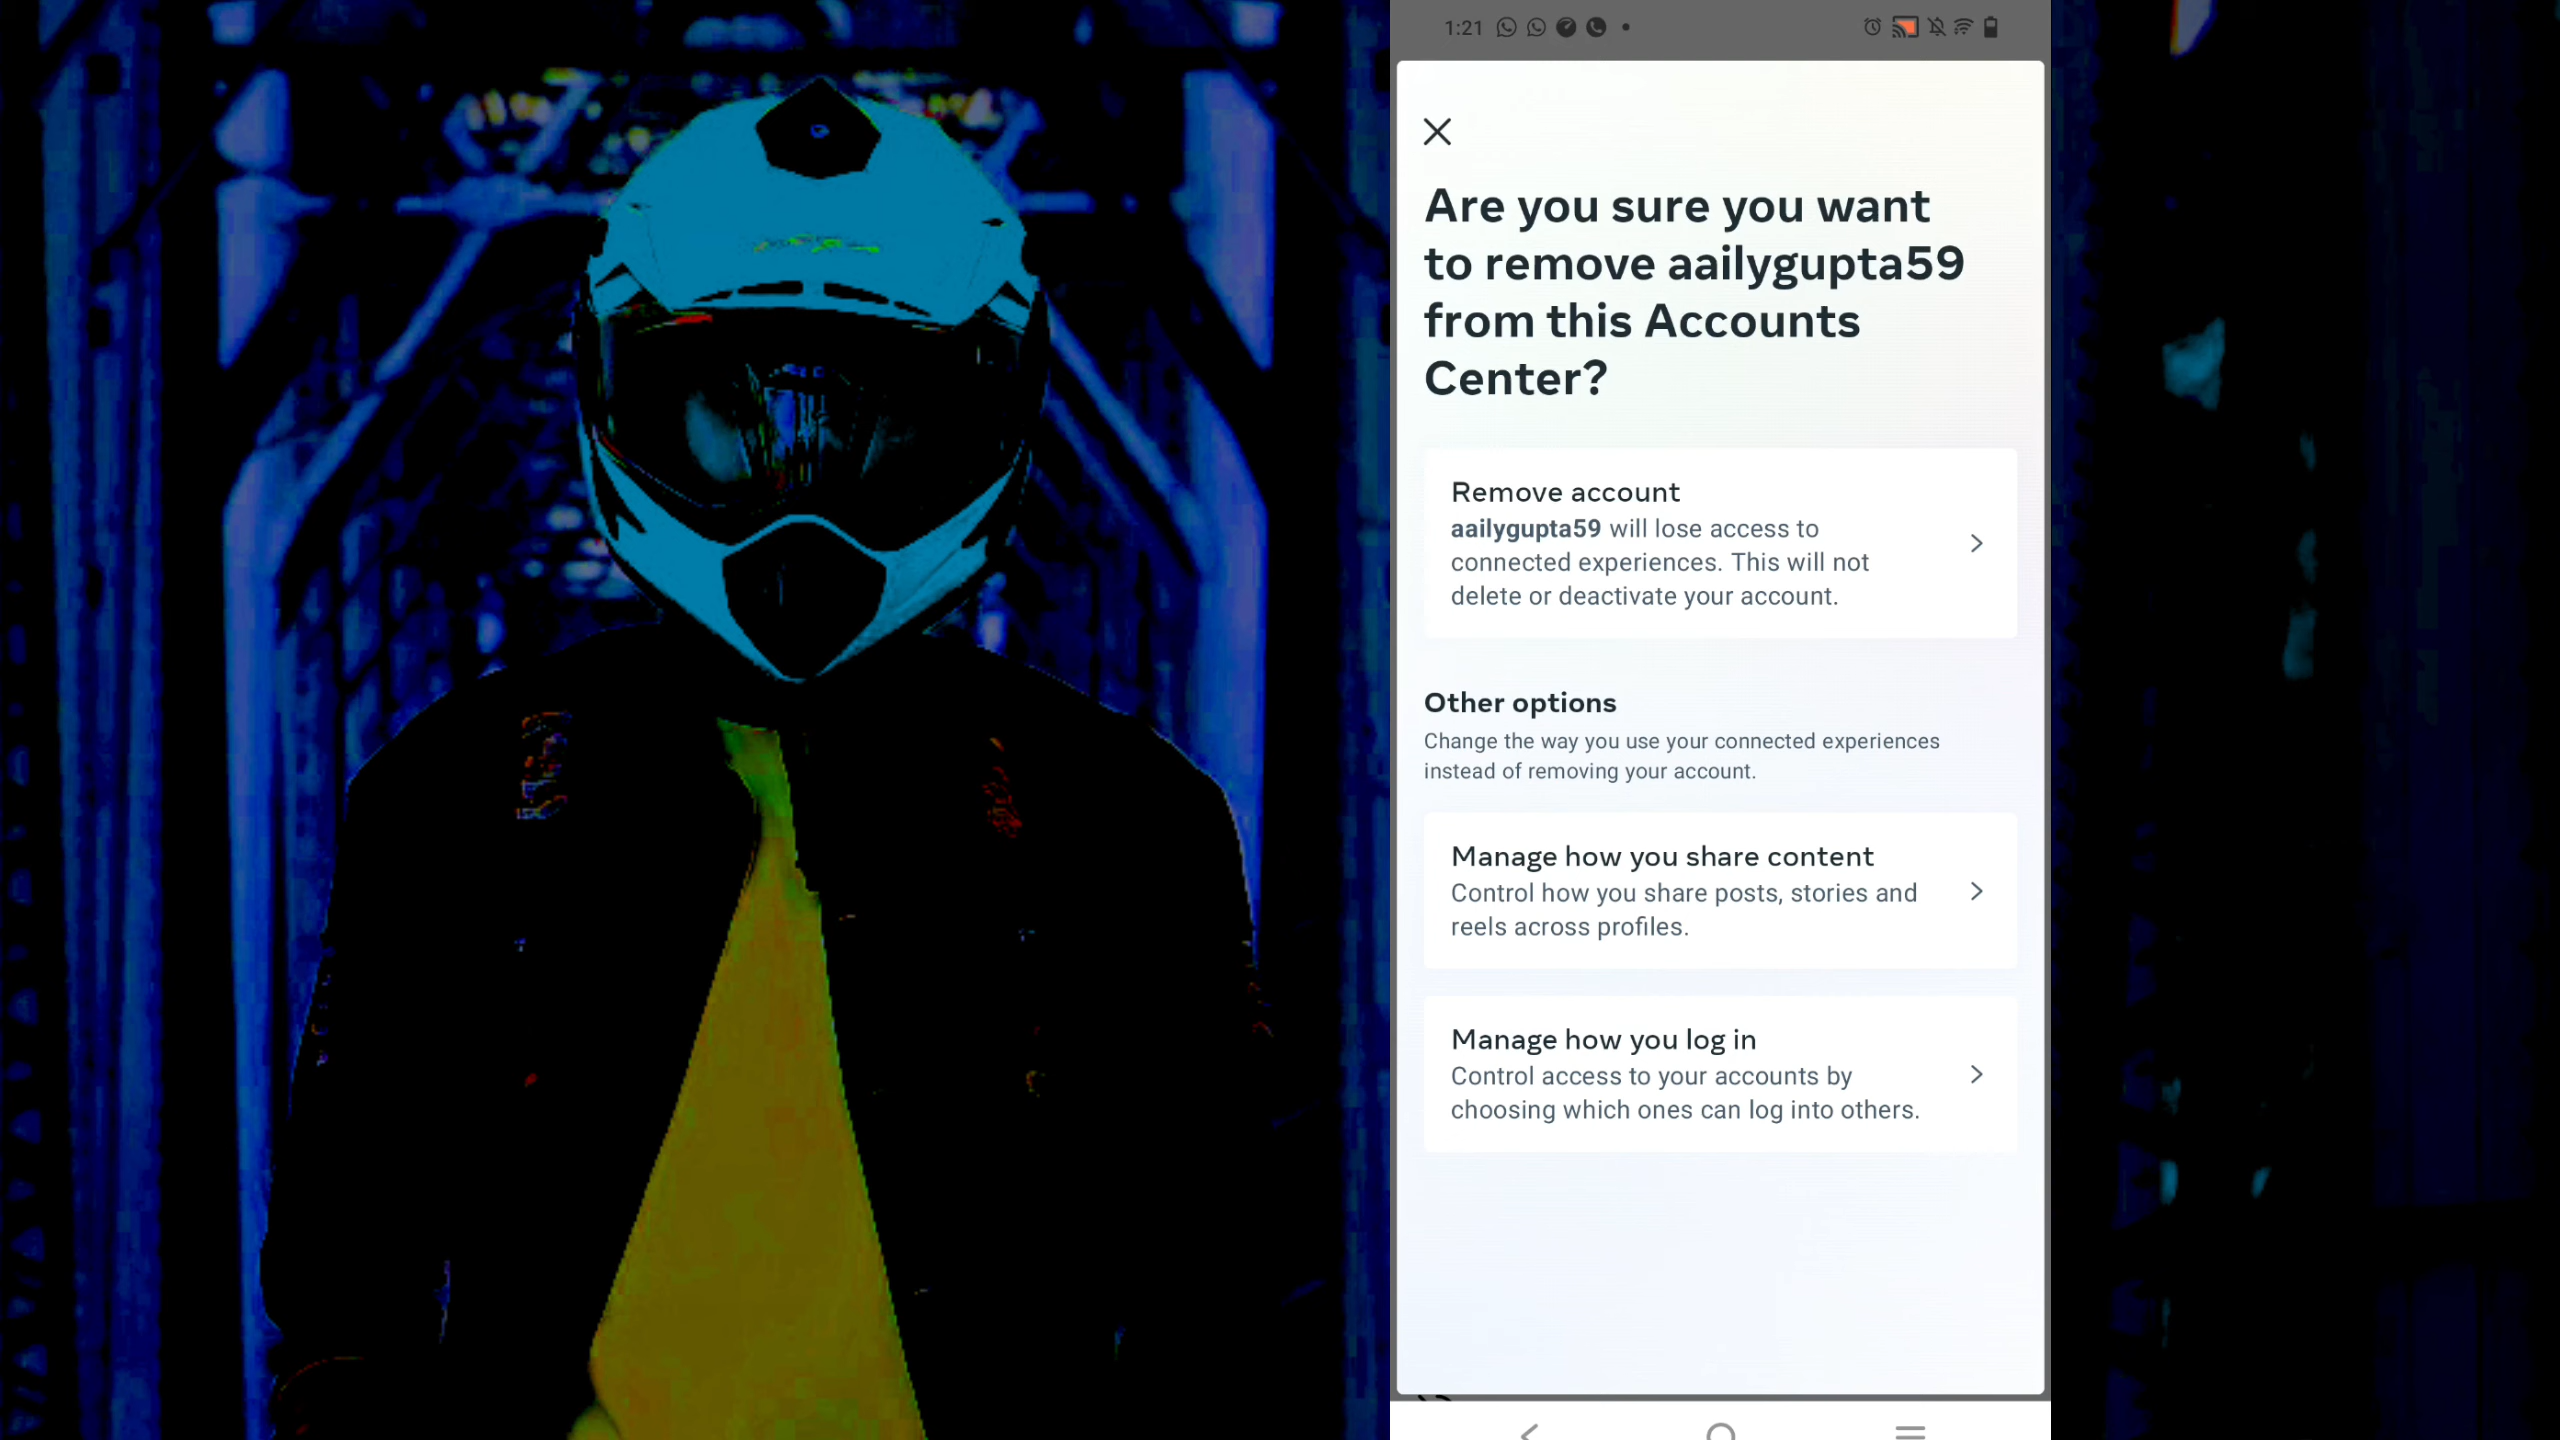 1:21
Are you sure you want
to remove aailygupta59
from this Accounts
Center?
Remove account
aailygupta59 will lose access to
connected experiences. This will not
delete or deactivate your account.
Other options
Change the way you use your connected experiences
instead of removing your account.
Manage how you share content
Control how you share posts, stories and
reels across profiles.
Manage how you log in
Control access to your accounts by
choosing which ones can log into others.